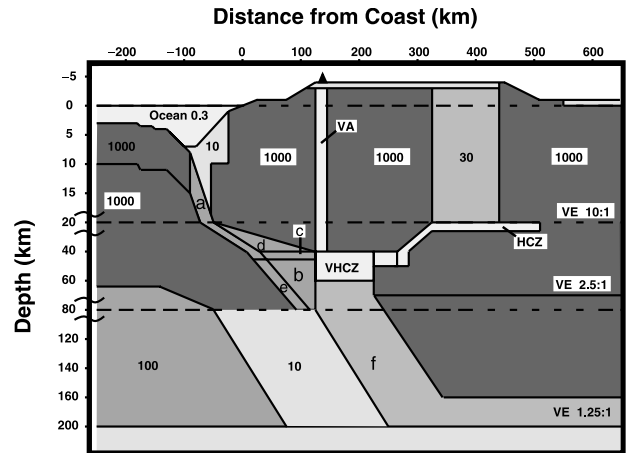 Distance from Coast (km)
−200 −100 0 100 200 300 400 500 600
Depth (km)
−5
0
5
10
15
20
40
60
80
120
160
200
Ocean 0.3
1000
10
1000
VA
1000
30
1000
1000
a
c
d
b
e
VHCZ
HCZ
VE 10:1
VE 2.5:1
100
10
f
VE 1.25:1